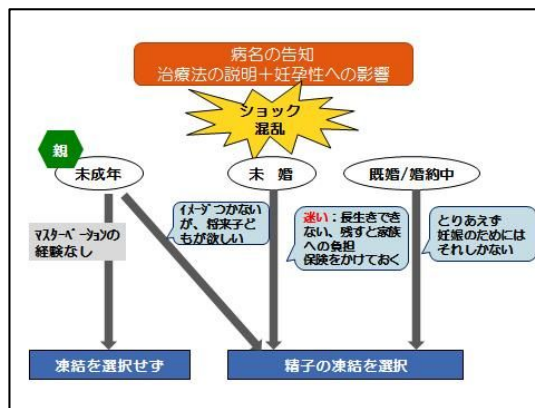 病名の告知
治療法の説明＋妊孕性への影響
ショック
混乱
親
未成年
未　婚
既婚/婚約中
ﾏｽﾀｰﾍﾞｰｼｮﾝの
経験なし
ｲﾒｰｼﾞつかない
が、将来子ど
もが欲しい
迷い：長生きでき
ない、残すと家族
への負担
保険をかけておく
とりあえず
妊娠のためには
それしかない
凍結を選択せず
精子の凍結を選択